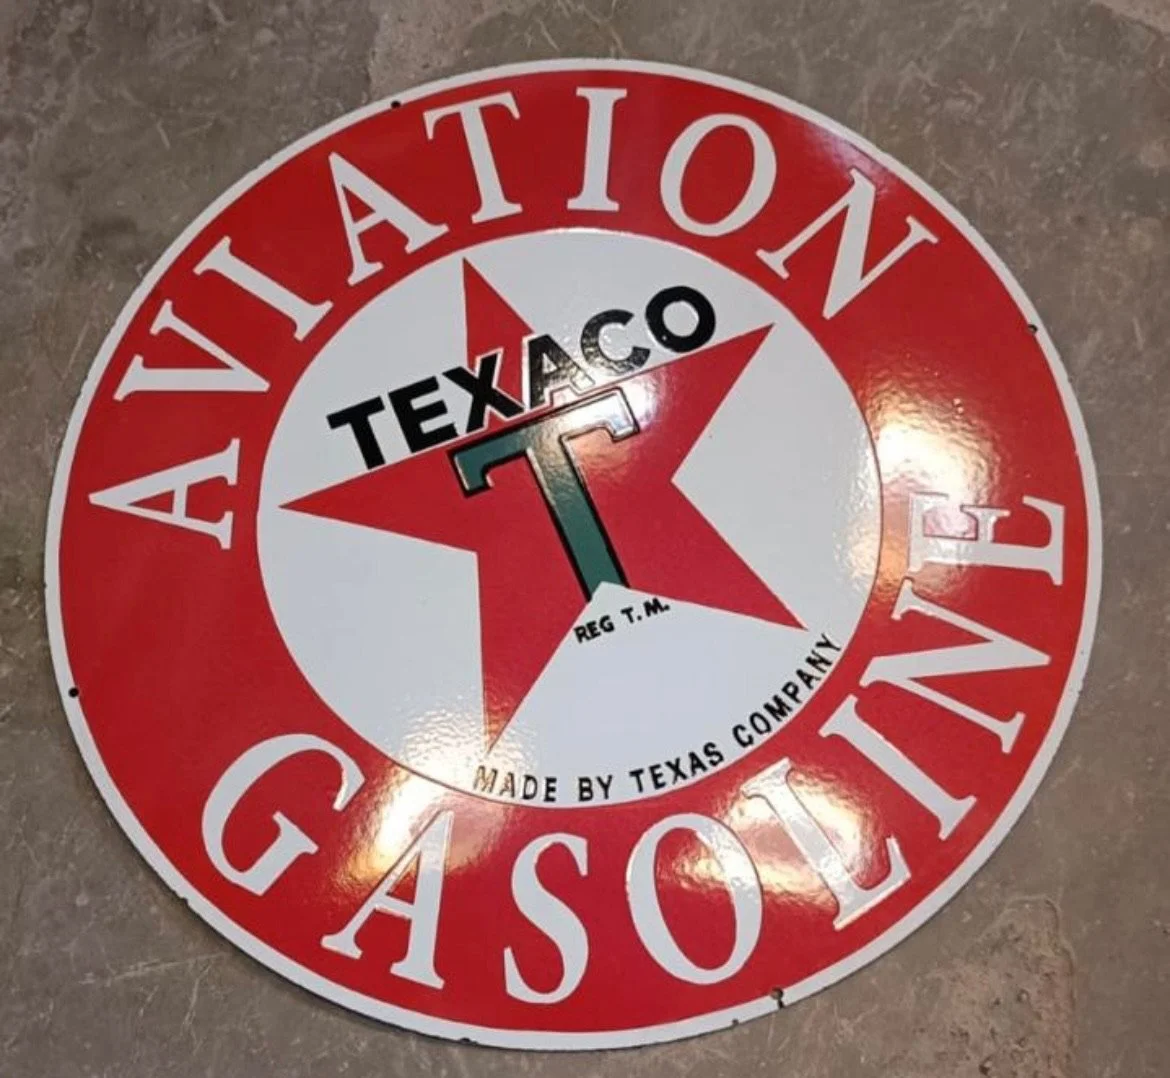 AVIATION
TEXACO
T
REG T.M.
MADE BY TEXAS COMPANY
GASOLINE